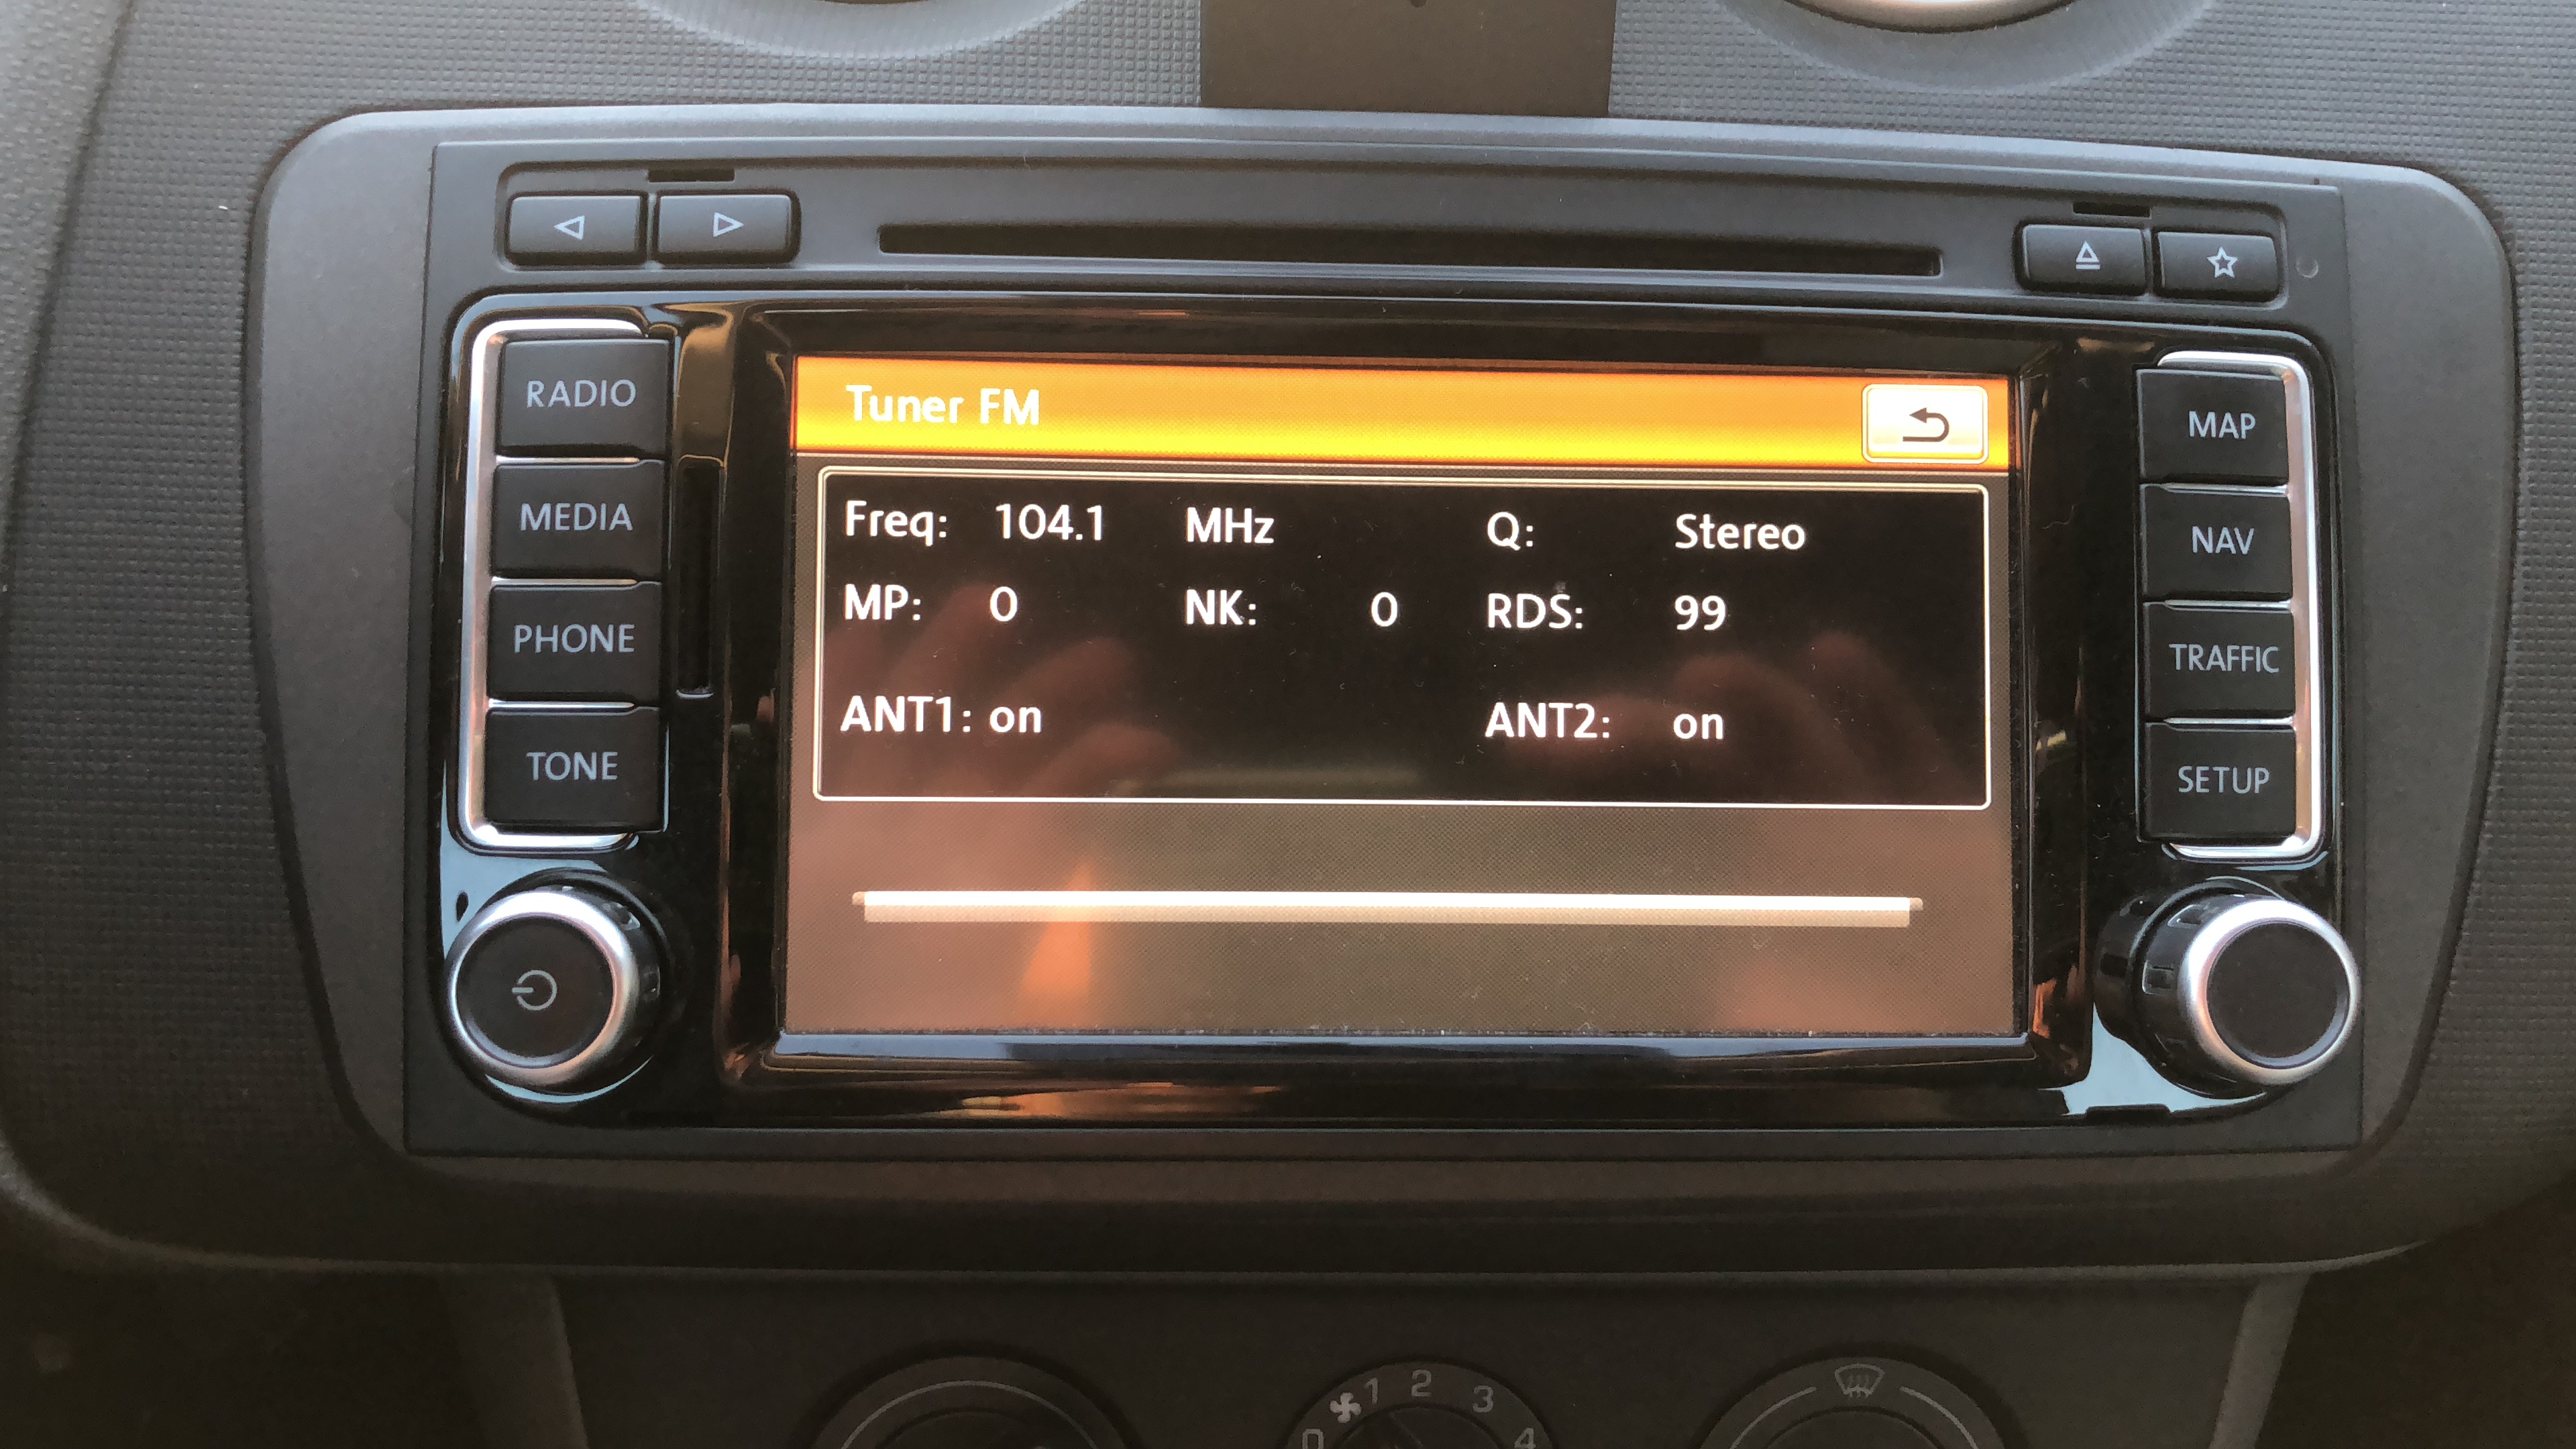 RADIO
MEDIA
PHONE
TONE
Tuner FM
Freq: 104.1 MHz Q: Stereo
MP: 0 NK: 0 RDS: 99
ANT1: on ANT2: on
MAP
NAV
TRAFFIC
SETUP
0 1 2 3 4